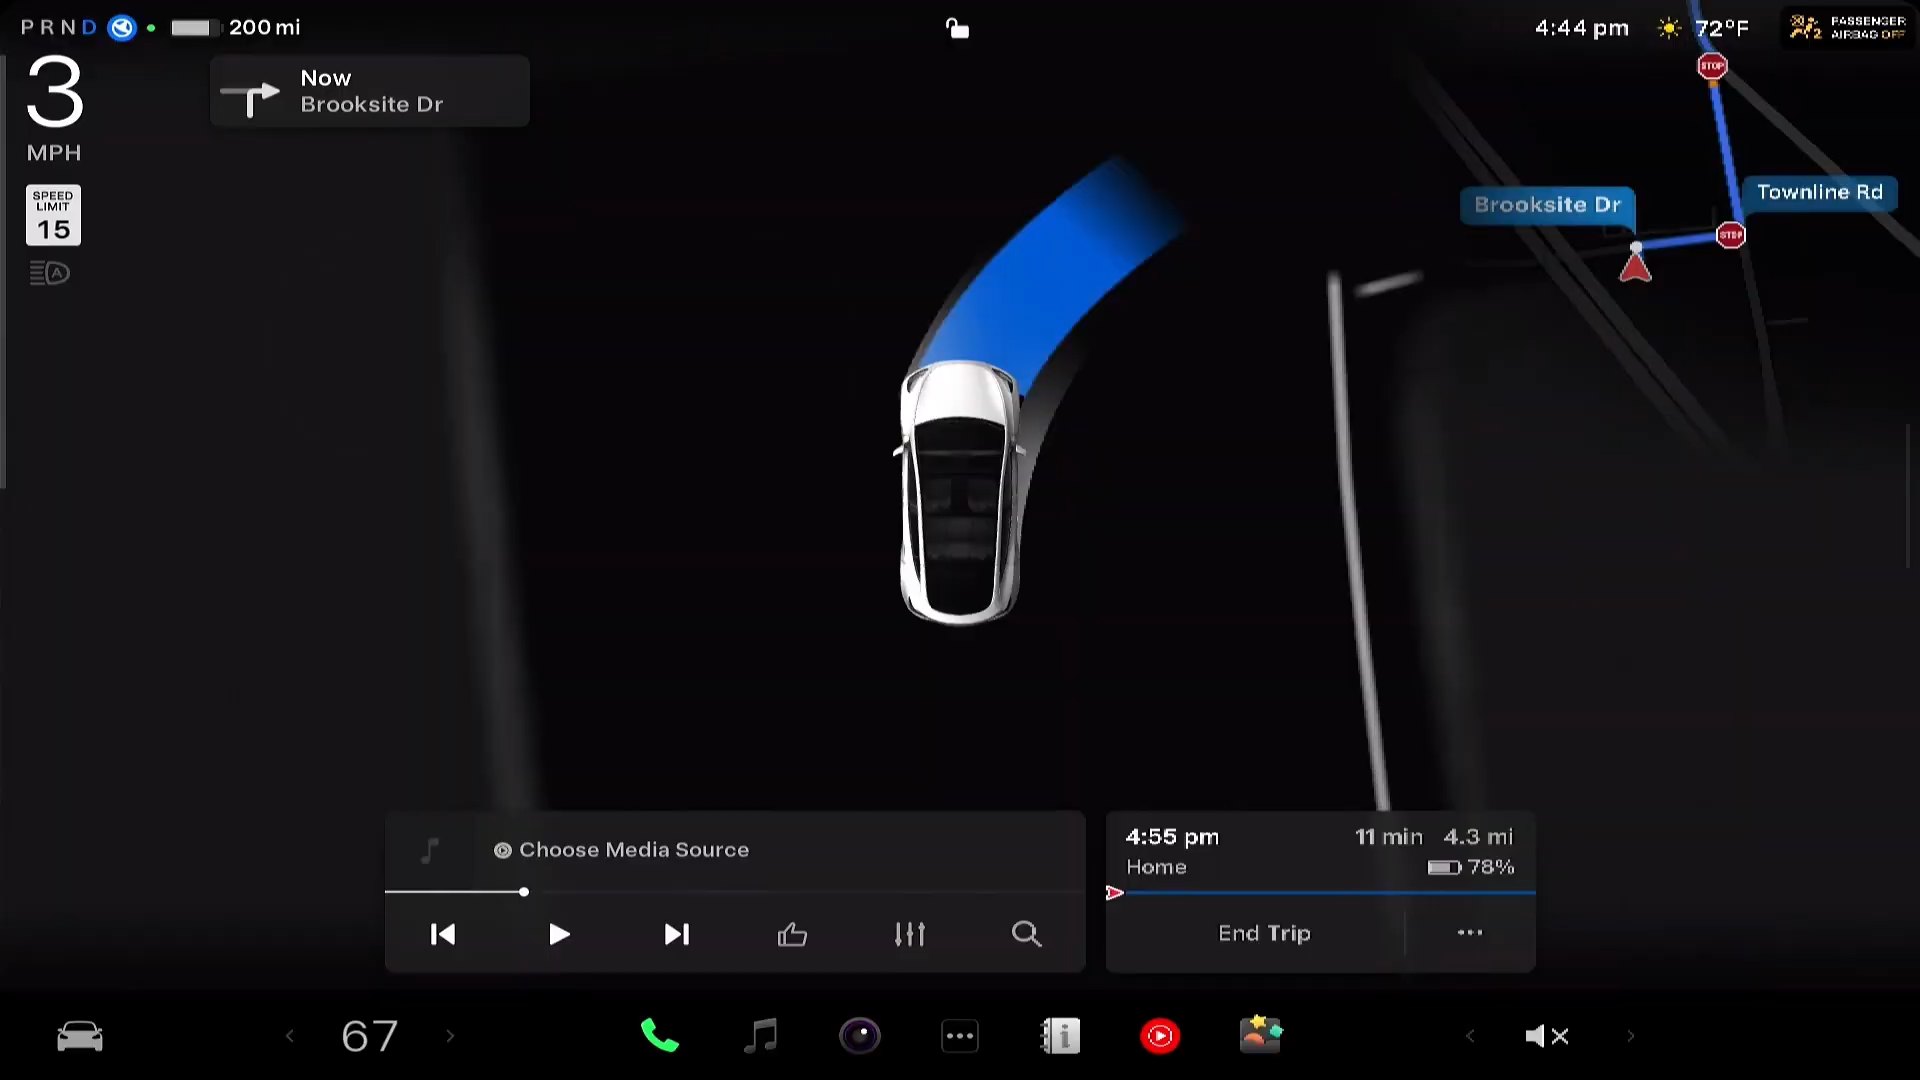 P R N D
200 mi
4:44 pm
72°F
PASSENGER
AIRBAG OFF
2
3
MPH
SPEED
LIMIT
15
A
Now
Brooksite Dr
STOP
Brooksite Dr
Townline Rd
STOP
Choose Media Source
4:55 pm
11 min 4.3 mi
Home
78%
End Trip
67